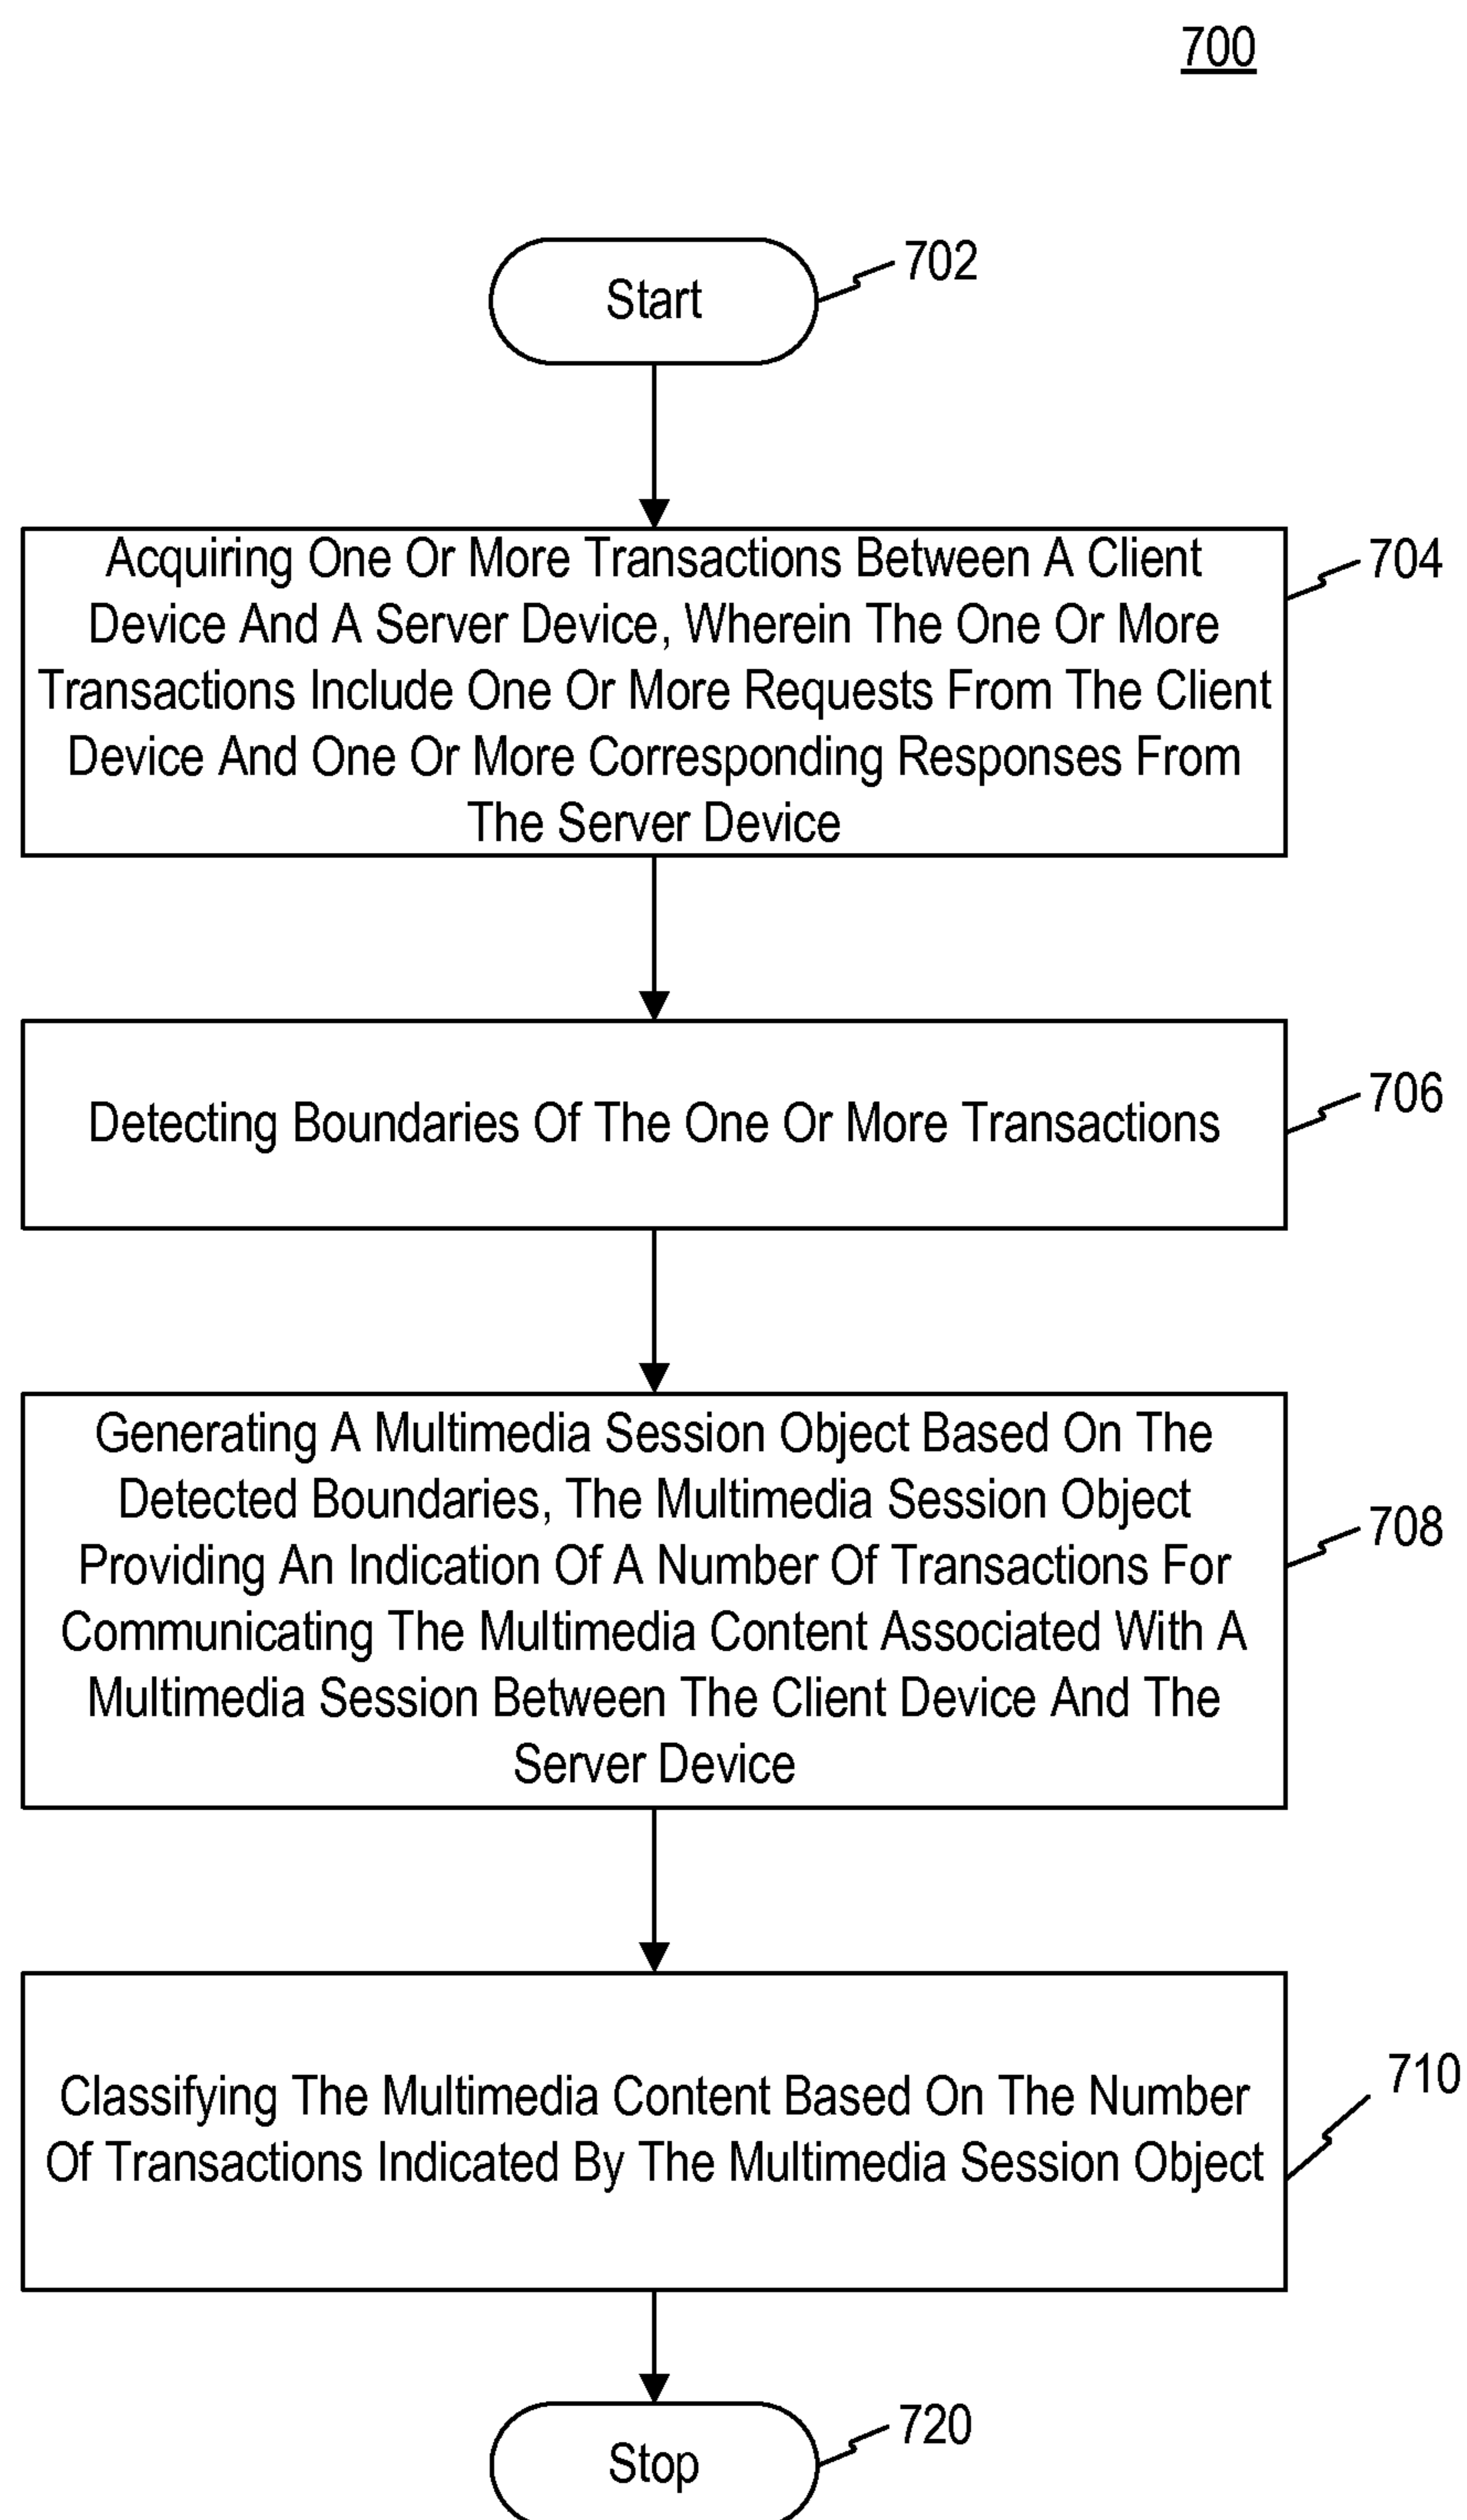 700
Start
702
Acquiring One Or More Transactions Between A Client
Device And A Server Device, Wherein The One Or More
Transactions Include One Or More Requests From The Client
Device And One Or More Corresponding Responses From
The Server Device
704
Detecting Boundaries Of The One Or More Transactions
706
Generating A Multimedia Session Object Based On The
Detected Boundaries, The Multimedia Session Object
Providing An Indication Of A Number Of Transactions For
Communicating The Multimedia Content Associated With A
Multimedia Session Between The Client Device And The
Server Device
708
Classifying The Multimedia Content Based On The Number
Of Transactions Indicated By The Multimedia Session Object
710
Stop
720